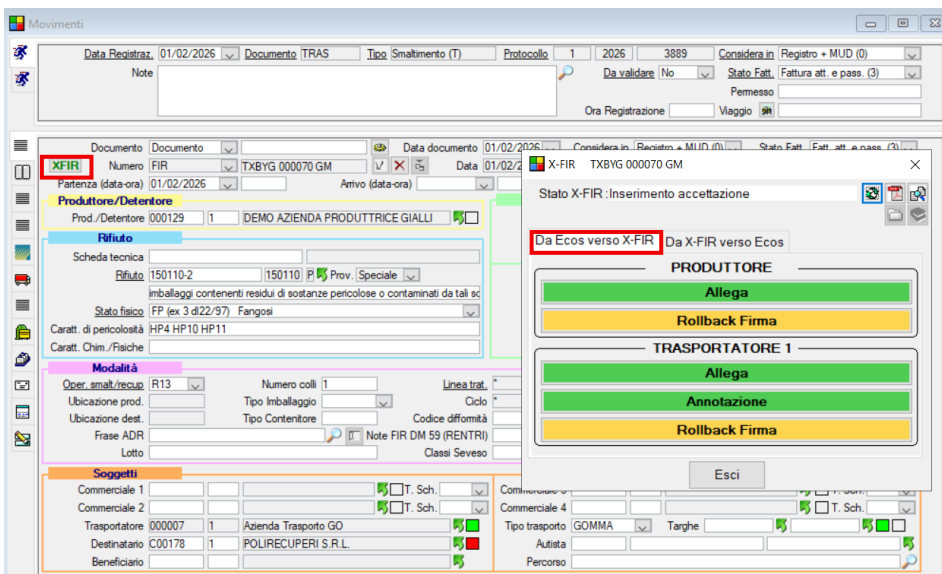 Movimenti
Data Registraz. 01/02/2026 Documento TRAS Tipo Smaltimento (T) Protocollo 1 2026 3889 Considera in Registro + MUD (0)
Note Da validare No Stato Fatt. Fattura att. e pass. (3)
Permesso
Ora Registrazione Viaggio
Documento Documento Data documento 01/02/2026 Considera in Registro + MUD (0) Stato Fatt. Fatt. att. e pass. (3)
XFIR Numero FIR TXBYG 000070 GM Data 01/02/2
X-FIR TXBYG 000070 GM
Partenza (data-ora) 01/02/2026 Arrivo (data-ora)
Stato X-FIR :Inserimento accettazione
Produttore/Detentore
Prod./Detentore 000129 1 DEMO AZIENDA PRODUTTRICE GIALLI
Da Ecos verso X-FIR Da X-FIR verso Ecos
Rifiuto
Scheda tecnica
Rifiuto 150110-2 150110 P Prov. Speciale
imballaggi contenenti residui di sostanze pericolose o contaminati da tali so
Stato fisico FP (ex 3 dl22/97) Fangosi
Caratt. di pericolosità HP4 HP10 HP11
Caratt. Chim./Fisiche
PRODUTTORE
Allega
Rollback Firma
TRASPORTATORE 1
Allega
Annotazione
Rollback Firma
Esci
Modalità
Oper. smalt/recup R13 Numero colli 1 Linea trat. *
Ubicazione prod. Tipo Imballaggio Ciclo *
Ubicazione dest. Tipo Contenitore Codice difformità
Frase ADR Note FIR DM 59 (RENTRI)
Lotto Classi Seveso
Soggetti
Commerciale 1 T. Sch. T. Sch.
Commerciale 2 T. Sch. Commerciale 4 T. Sch.
Trasportatore 000007 1 Azienda Trasporto GO Tipo trasporto GOMMA Targhe
Destinatario C00178 1 POLIRECUPERI S.R.L. Autista
Beneficiario Percorso